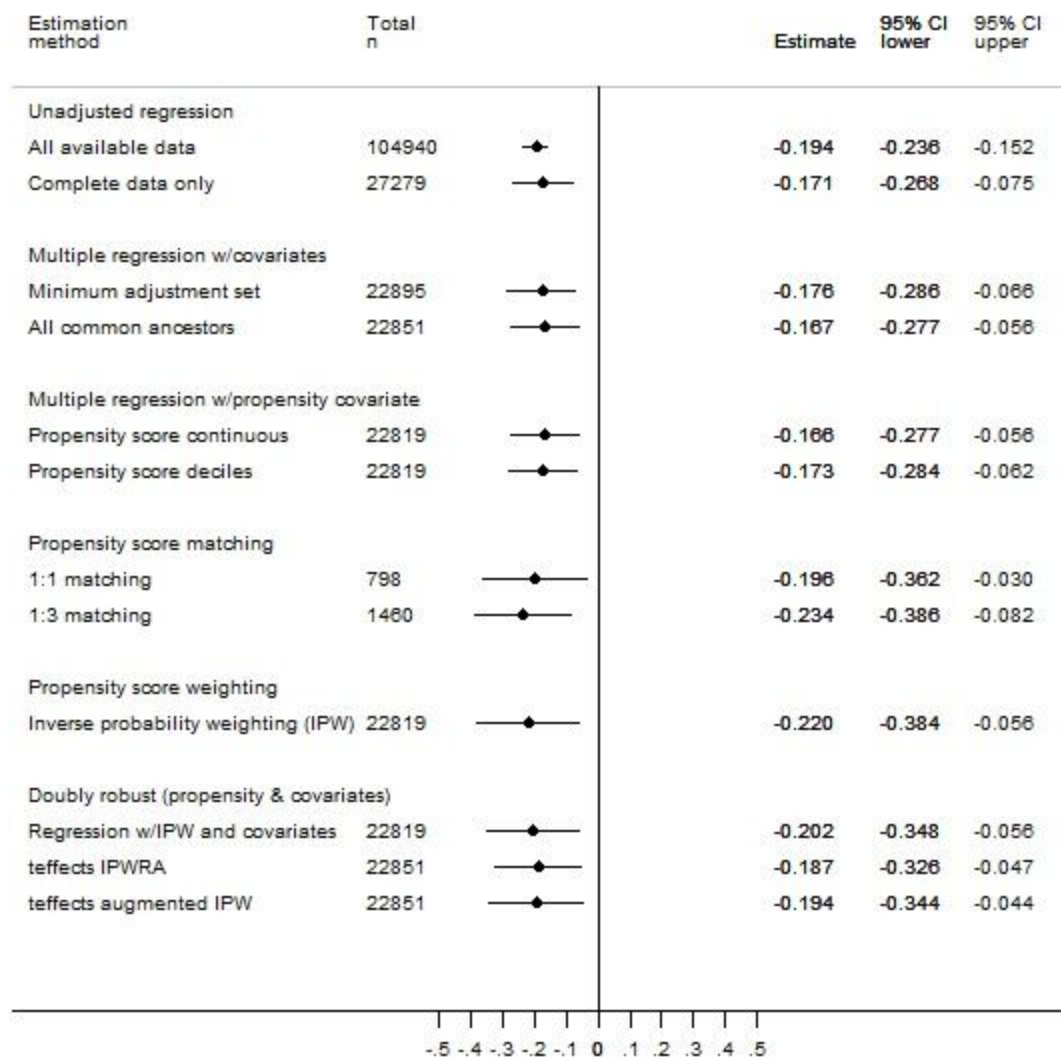 Estimation method Total n Estimate 95% CI lower 95% CI upper
Unadjusted regression
All available data 104940 -0.194 -0.236 -0.152
Complete data only 27279 -0.171 -0.268 -0.075
Multiple regression w/covariates
Minimum adjustment set 22895 -0.176 -0.286 -0.066
All common ancestors 22851 -0.167 -0.277 -0.056
Multiple regression w/propensity covariate
Propensity score continuous 22819 -0.166 -0.277 -0.056
Propensity score deciles 22819 -0.173 -0.284 -0.062
Propensity score matching
1:1 matching 798 -0.196 -0.362 -0.030
1:3 matching 1460 -0.234 -0.386 -0.082
Propensity score weighting
Inverse probability weighting (IPW) 22819 -0.220 -0.384 -0.056
Doubly robust (propensity & covariates)
Regression w/IPW and covariates 22819 -0.202 -0.348 -0.056
teffects IPWRA 22851 -0.187 -0.326 -0.047
teffects augmented IPW 22851 -0.194 -0.344 -0.044
-.5 -.4 -.3 -.2 -.1 0 .1 .2 .3 .4 .5